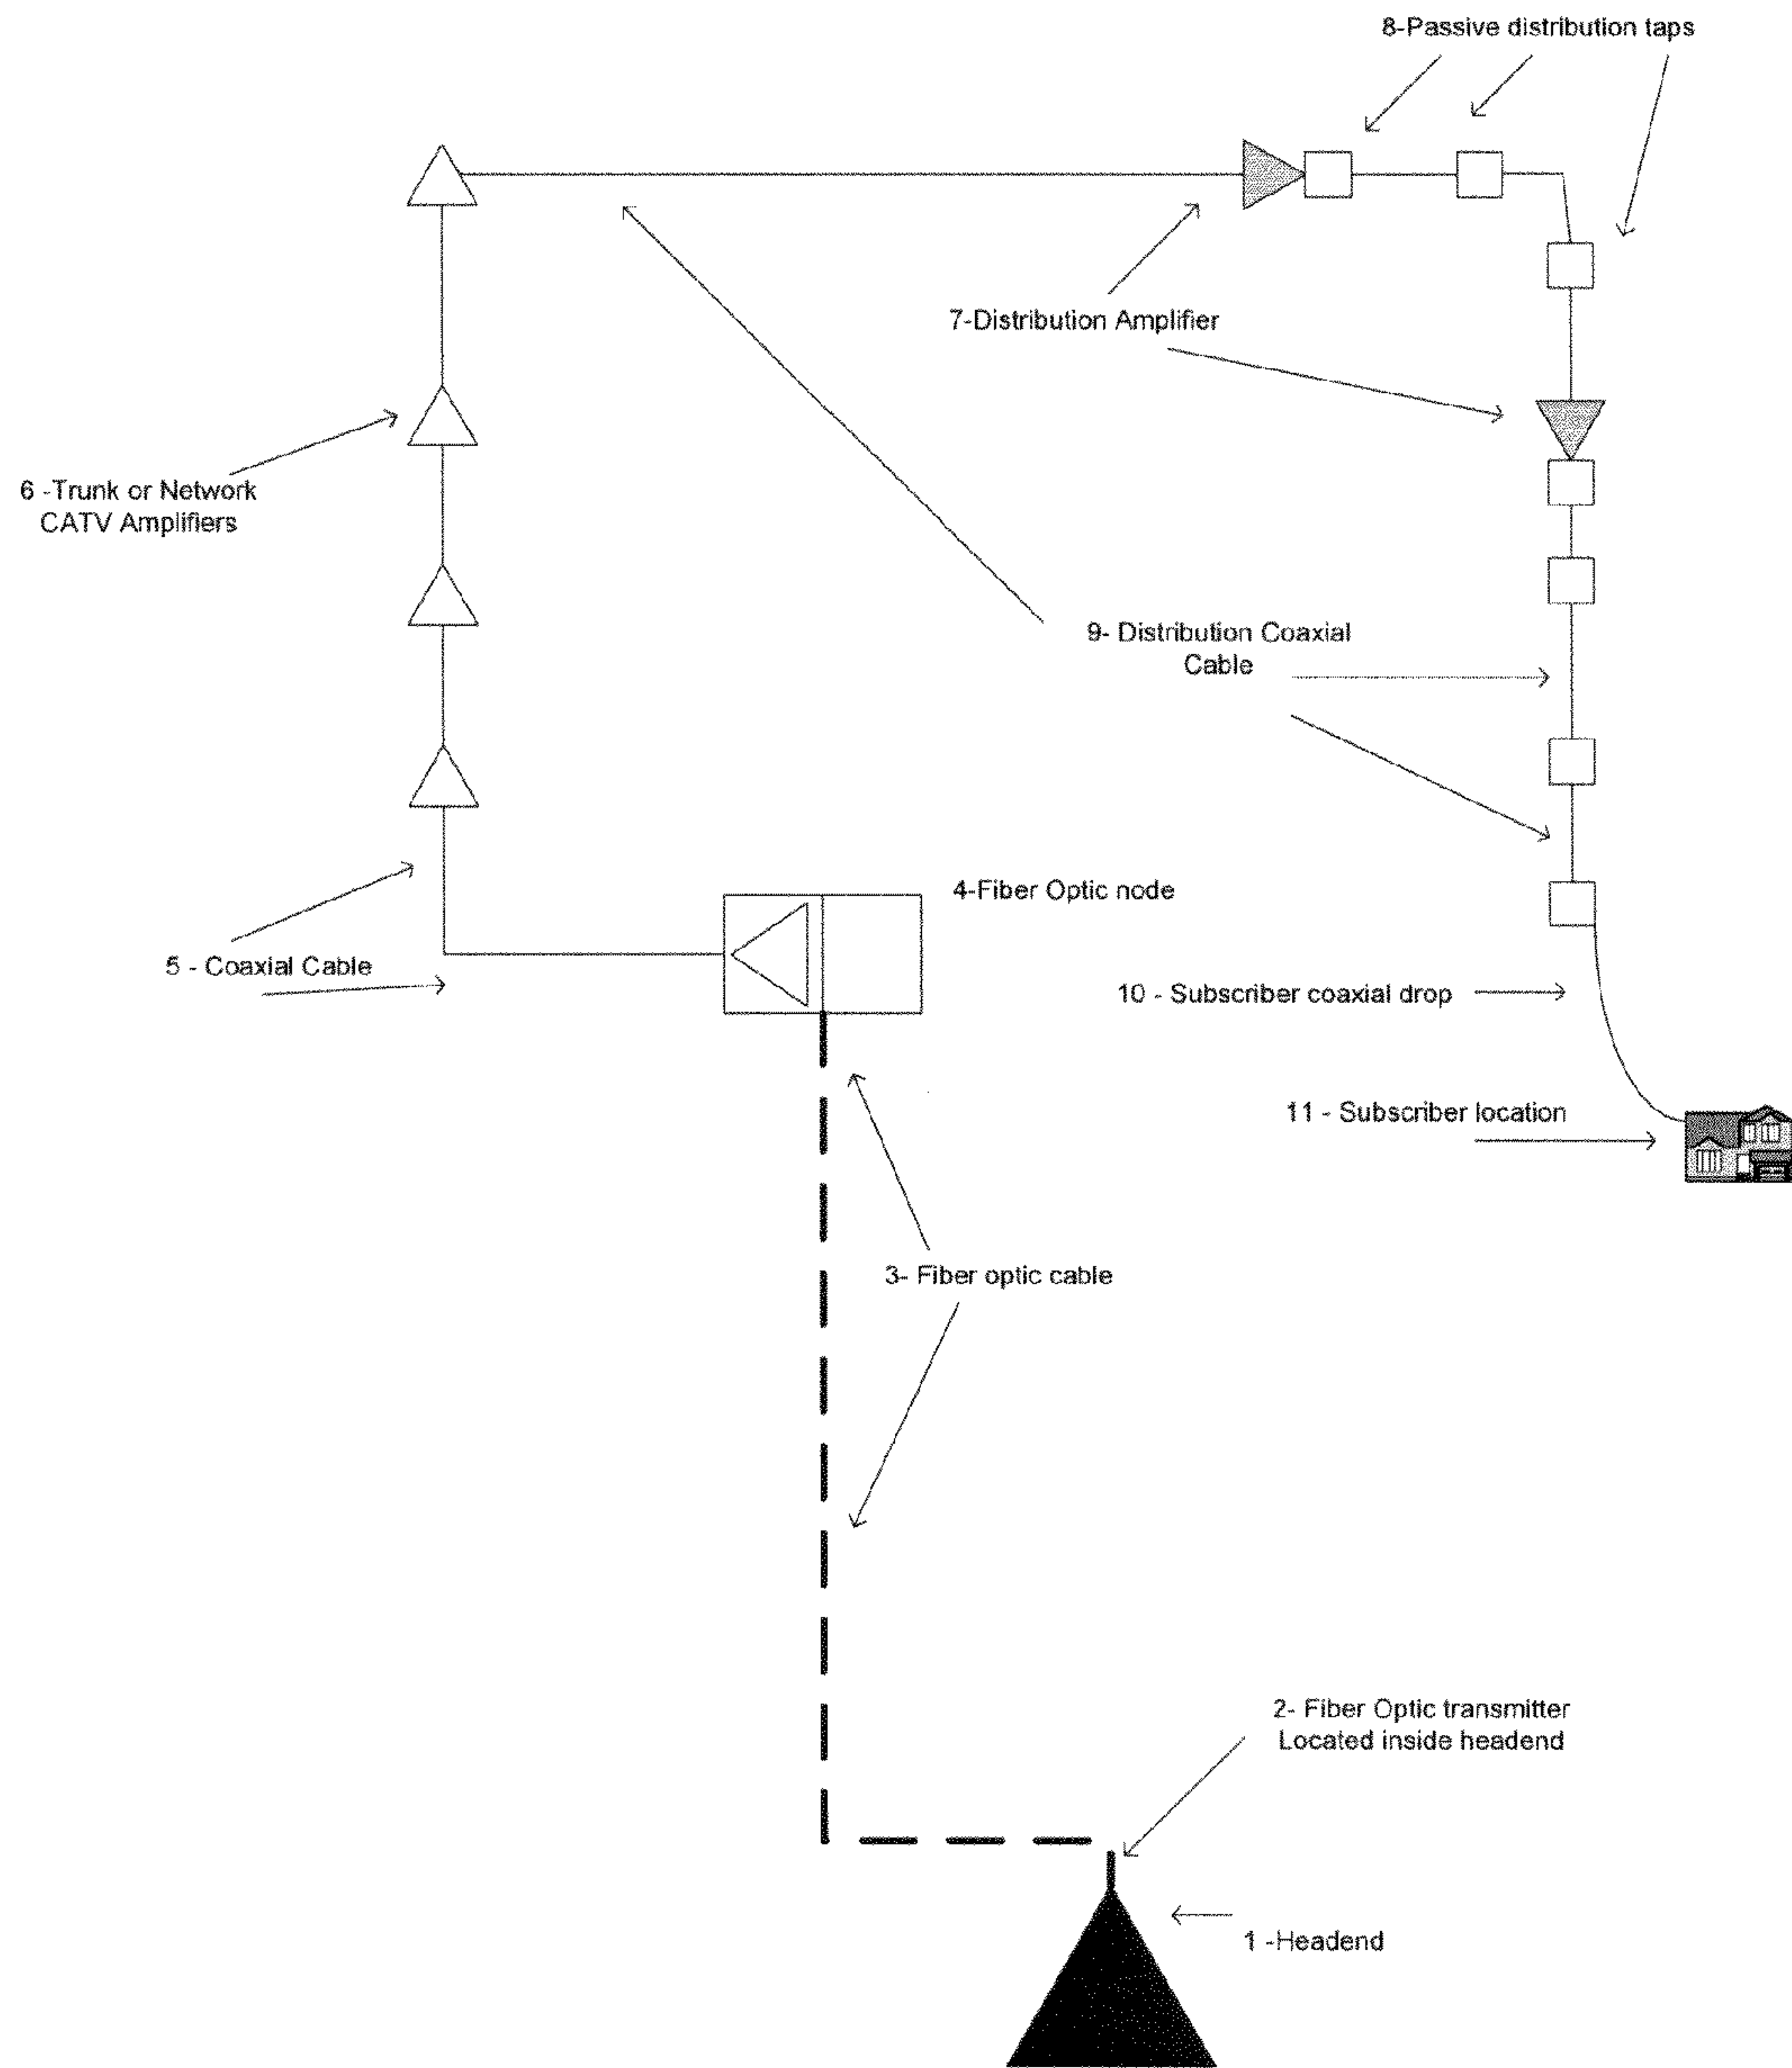 8-Passive distribution taps
7-Distribution Amplifier
6 -Trunk or Network
CATV Amplifiers
9- Distribution Coaxial
Cable
4-Fiber Optic node
5 - Coaxial Cable
10 - Subscriber coaxial drop
11 - Subscriber location
3- Fiber optic cable
2- Fiber Optic transmitter
Located inside headend
1 -Headend